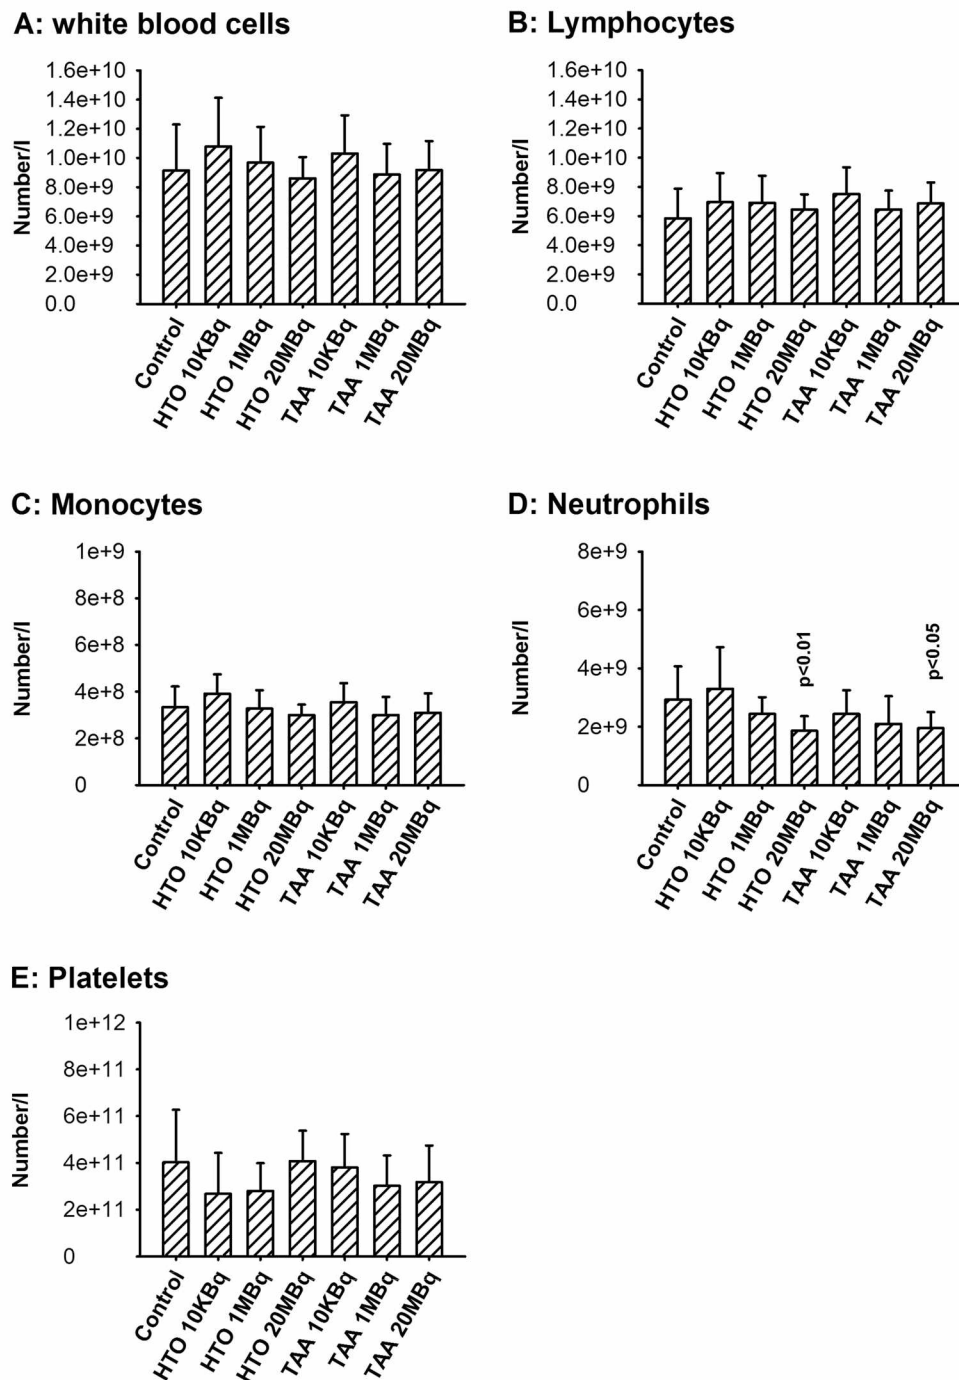 A: white blood cells
Number/l
1.6e+10
1.4e+10
1.2e+10
1.0e+10
8.0e+9
6.0e+9
4.0e+9
2.0e+9
0.0
Control
HTO 10KBq
HTO 1MBq
HTO 20MBq
TAA 10KBq
TAA 1MBq
TAA 20MBq
B: Lymphocytes
Number/l
1.6e+10
1.4e+10
1.2e+10
1.0e+10
8.0e+9
6.0e+9
4.0e+9
2.0e+9
0.0
Control
HTO 10KBq
HTO 1MBq
HTO 20MBq
TAA 10KBq
TAA 1MBq
TAA 20MBq
C: Monocytes
Number/l
1e+9
8e+8
6e+8
4e+8
2e+8
0
Control
HTO 10KBq
HTO 1MBq
HTO 20MBq
TAA 10KBq
TAA 1MBq
TAA 20MBq
D: Neutrophils
Number/l
8e+9
6e+9
4e+9
2e+9
0
p<0.01
p<0.05
Control
HTO 10KBq
HTO 1MBq
HTO 20MBq
TAA 10KBq
TAA 1MBq
TAA 20MBq
E: Platelets
Number/l
1e+12
8e+11
6e+11
4e+11
2e+11
0
Control
HTO 10KBq
HTO 1MBq
HTO 20MBq
TAA 10KBq
TAA 1MBq
TAA 20MBq